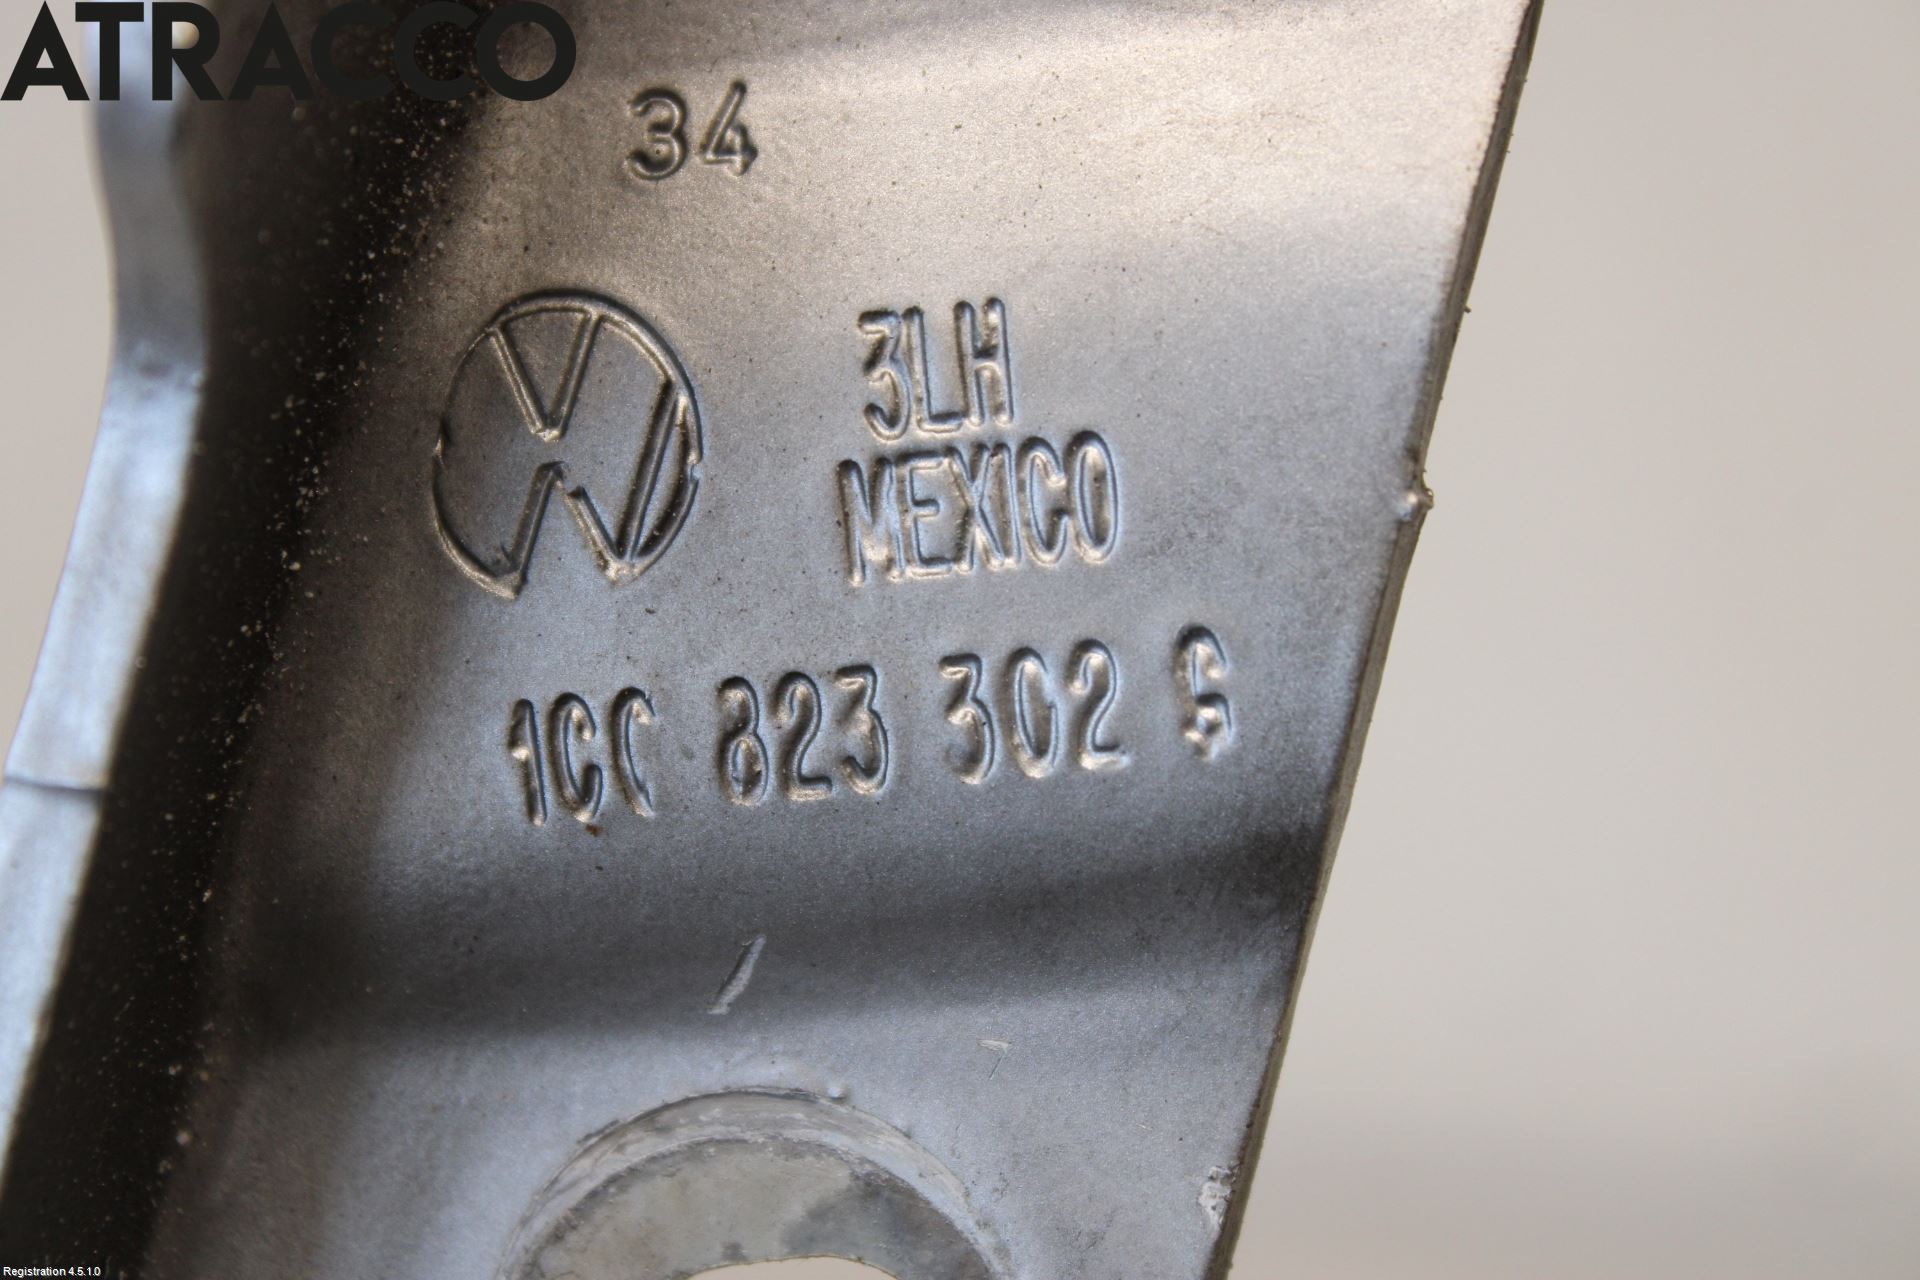 ATRACCO
34
3LH
MEXICO
1CC 823 302 G
Registration 4.5.1.0